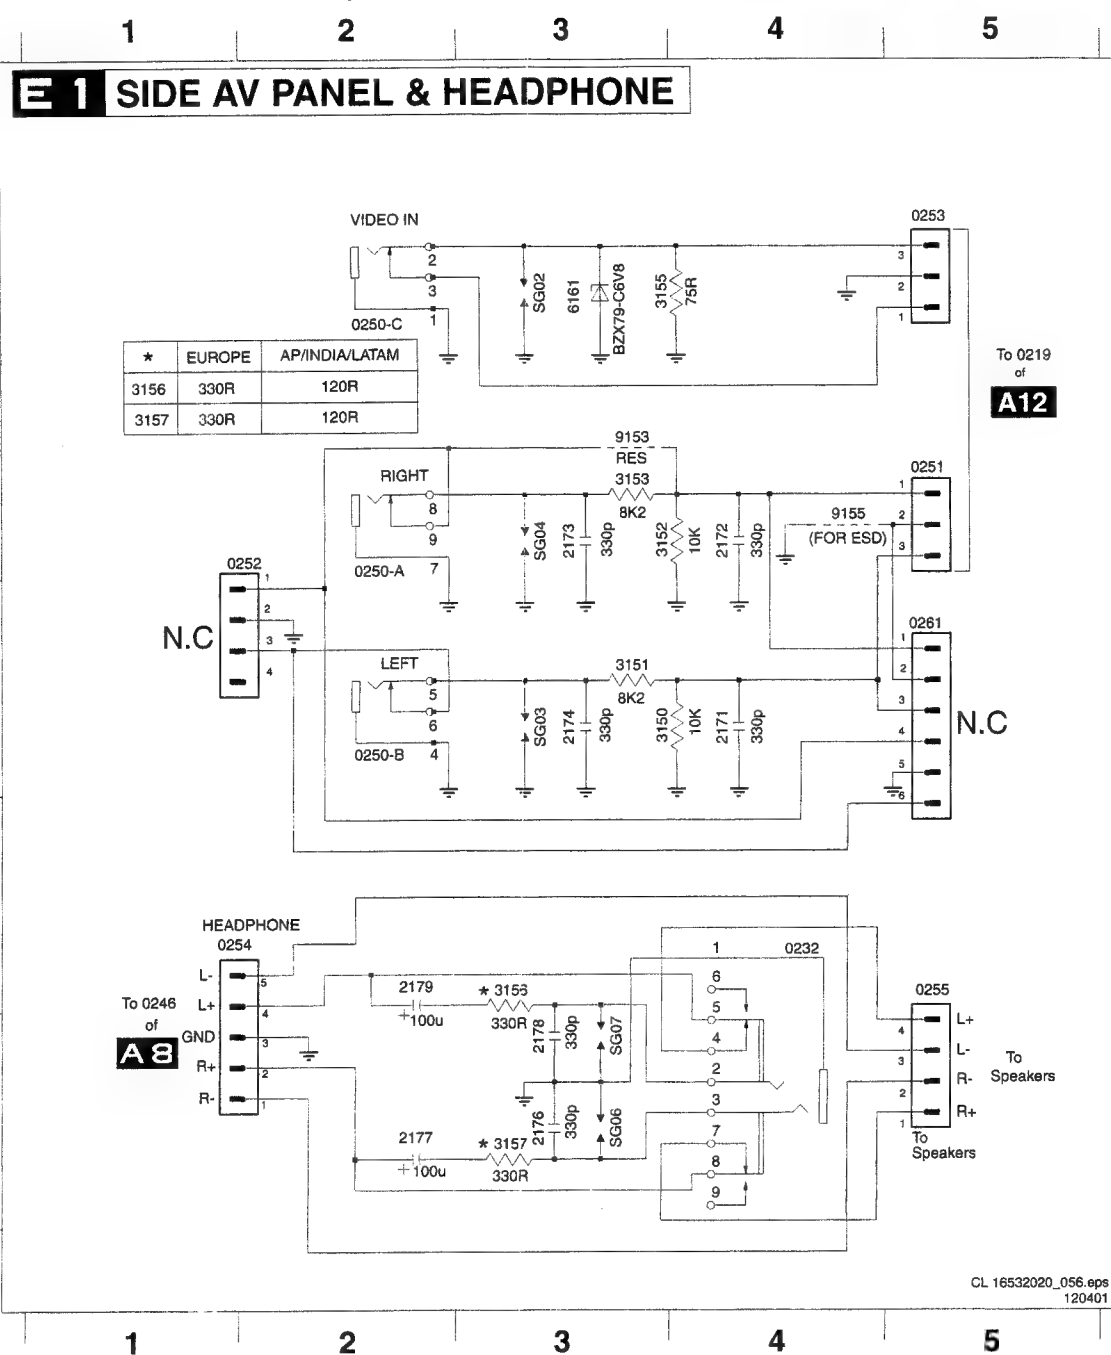 1 2 3 4 5
E 1 SIDE AV PANEL & HEADPHONE
VIDEO IN
0253
2
3
1
0250-C
SG02
6161
BZX79-C6V8
3155
75R
3
2
1
* EUROPE AP/INDIA/LATAM
3156 330R 120R
3157 330R 120R
To 0219
of
A12
9153
RES
RIGHT
8
9
7
0250-A
3153
8K2
SG04
2173
330p
3152
10K
2172
330p
9155
(FOR ESD)
0251
1
2
3
0252
1
2
3
4
N.C
LEFT
5
6
4
0250-B
3151
8K2
SG03
2174
330p
3150
10K
2171
330p
0261
1
2
3
4
5
6
N.C
HEADPHONE
0254
L- 5
L+ 4
GND 3
R+ 2
R- 1
To 0246
of
A8
2179
+100u
* 3156
330R
2178
330p
SG07
2176
330p
SG06
2177
+100u
* 3157
330R
1
0232
6
5
4
2
3
7
8
9
0255
L+
4
L-
3
R-
2
R+
1
To
Speakers
To
Speakers
CL 16532020_056.eps
120401
1 2 3 4 5